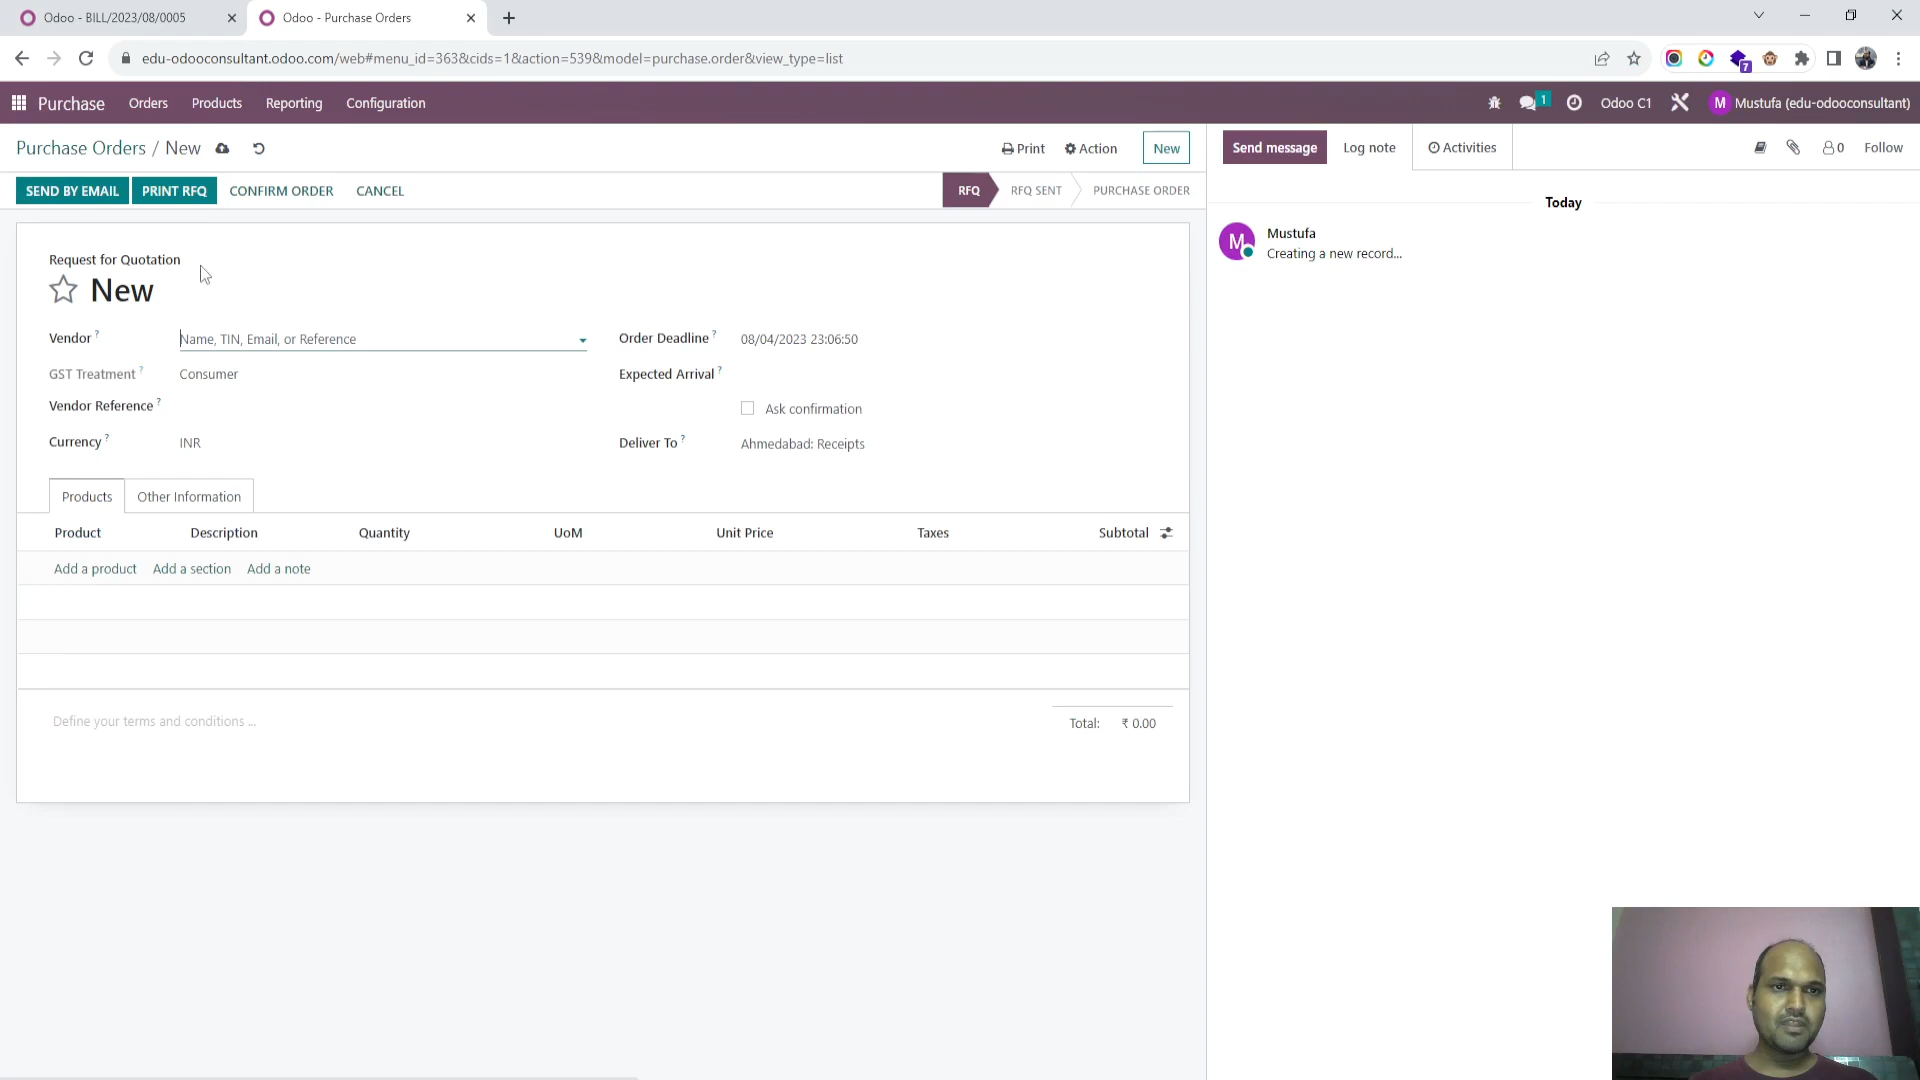 Odoo - BILL/2023/08/0005
Odoo - Purchase Orders
edu-odooconsultant.odoo.com/web#menu_id=363&cids=1&action=539&model=purchase.order&view_type=list
7
Purchase Orders Products Reporting Configuration
1 Odoo C1 M Mustufa (edu-odooconsultant)
Purchase Orders / New
Print Action New
Send message Log note Activities 0 Follow
SEND BY EMAIL PRINT RFQ CONFIRM ORDER CANCEL
RFQ RFQ SENT PURCHASE ORDER
Today
M Mustufa
Creating a new record...
Request for Quotation
New
Vendor ? Name, TIN, Email, or Reference
Order Deadline ? 08/04/2023 23:06:50
GST Treatment ? Consumer
Expected Arrival ?
Vendor Reference ?
Ask confirmation
Currency ? INR
Deliver To ? Ahmedabad: Receipts
Products Other Information
Product Description Quantity UoM Unit Price Taxes Subtotal
Add a product Add a section Add a note
Define your terms and conditions ...
Total: ₹ 0.00